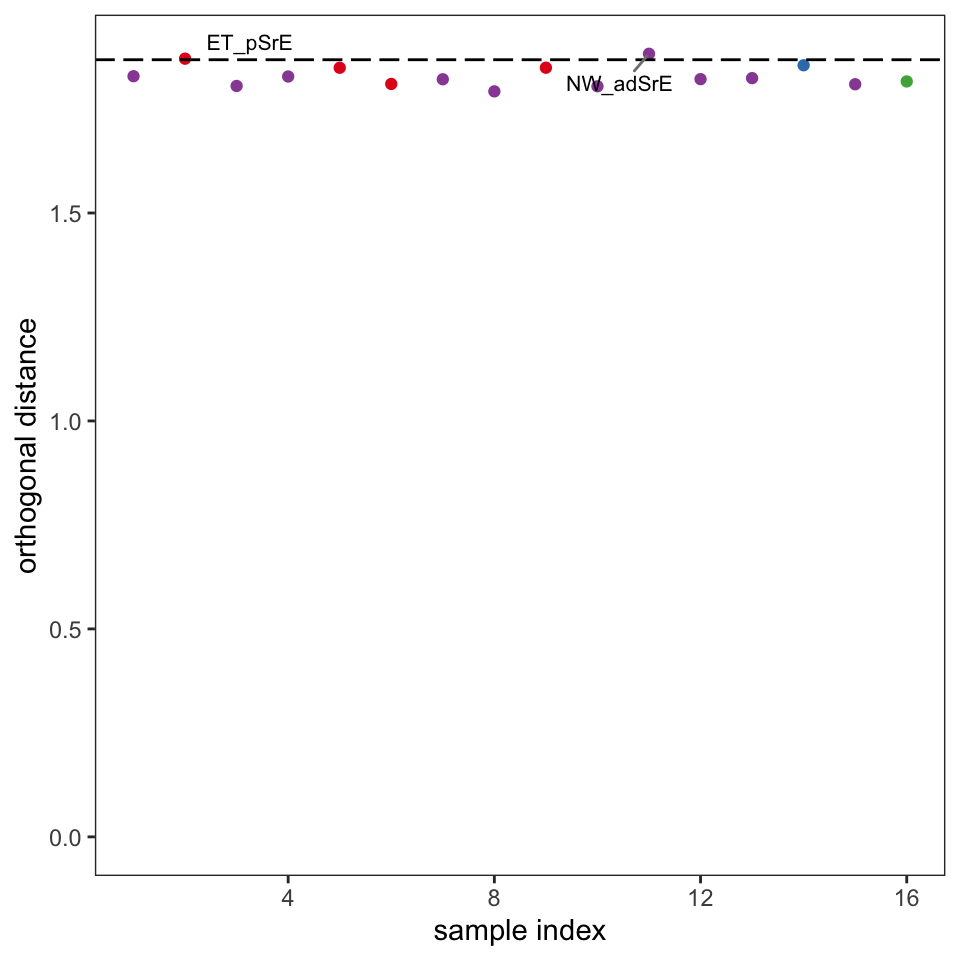 ET_pSrE
NW_adSrE
orthogonal distance
1.5
1.0
0.5
0.0
4 8 12 16
sample index